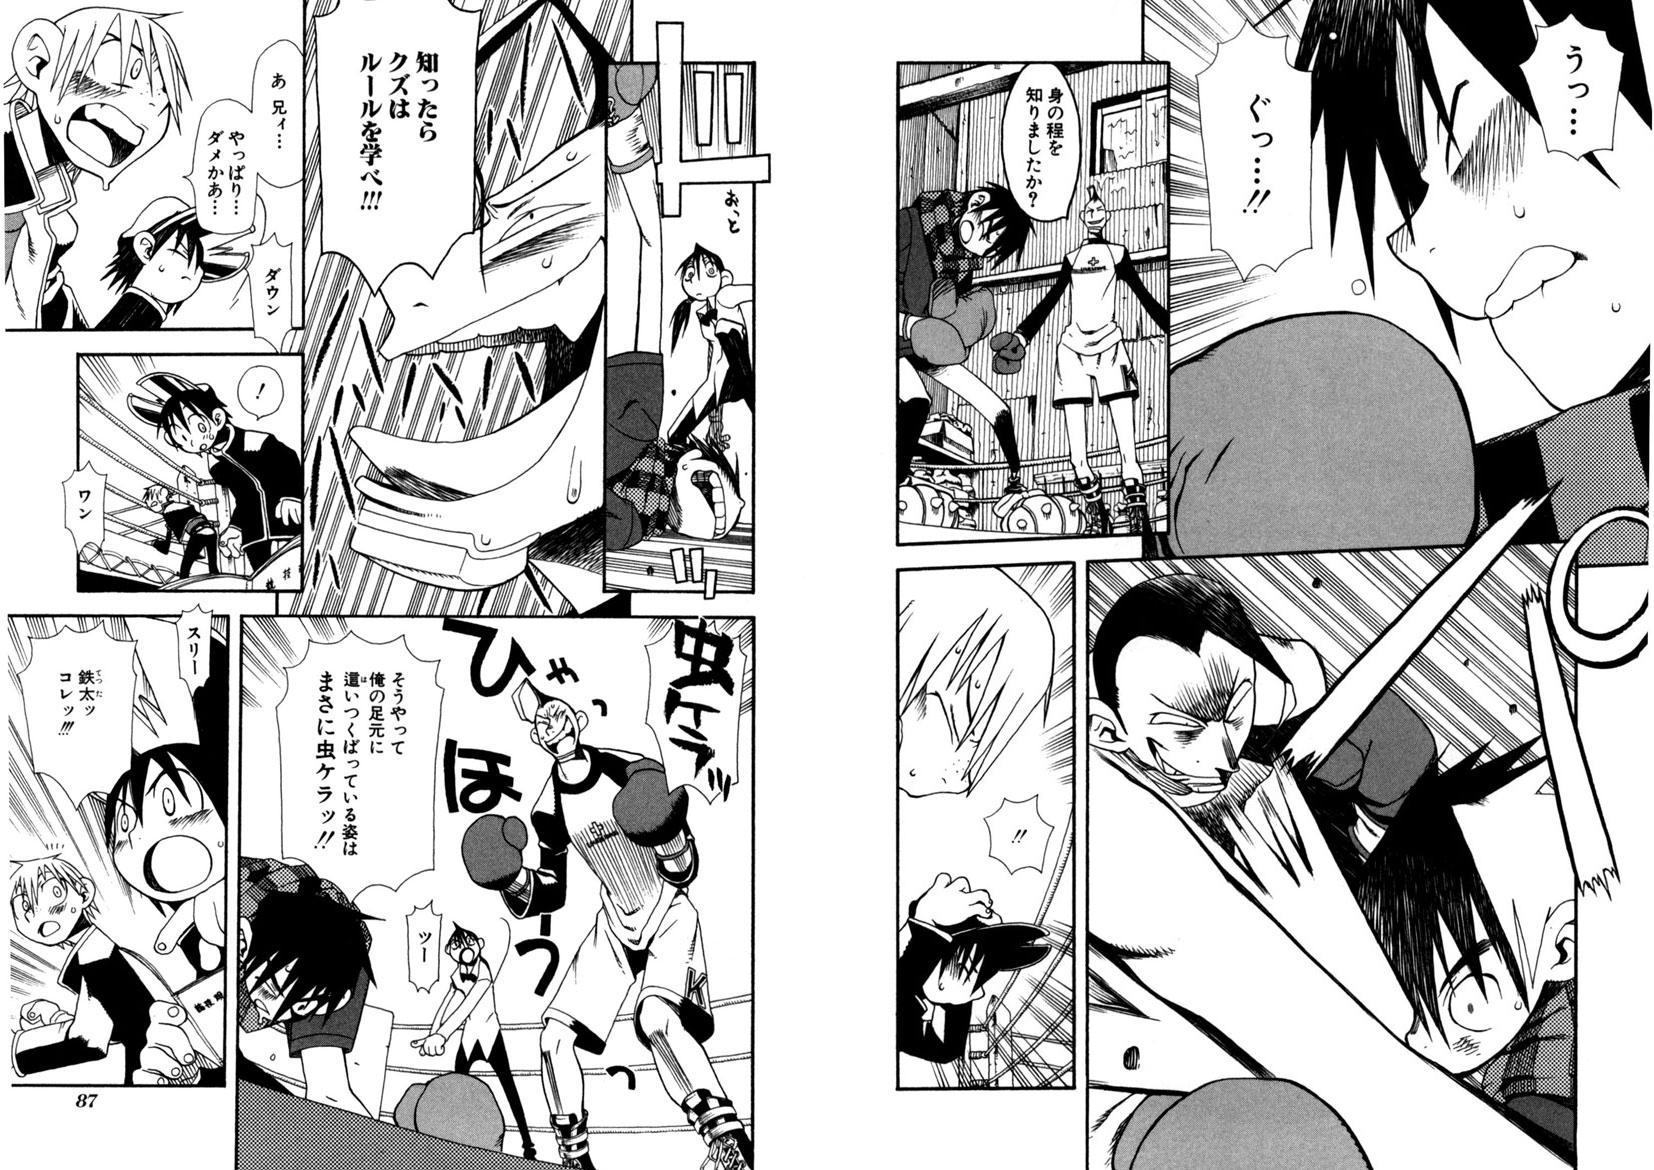 うっ…
ぐっ…!!
身の程を
知りましたか?
!!
おっと
知ったら
クズは
ルールを学べ!!!
あ 兄ィ…
やっぱり…
ダメかあ…
ダウン
!
ワン
虫ケラッ
ひゃっ
ほーう
そうやって
俺の足元に
這いつくばっている姿は
まさに虫ケラッ!!
は
ツー
K
スリー
鉄太ッ
てった
コレッ!!!
87